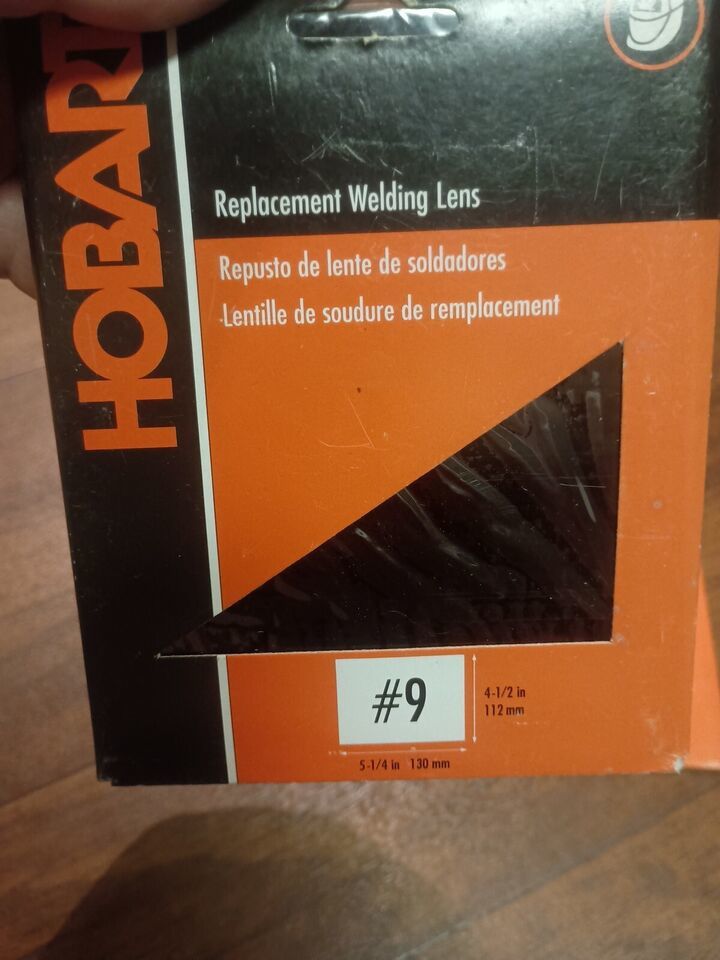 HOBART
Replacement Welding Lens
Repusto de lente de soldadores
Lentille de soudure de remplacement
#9
4-1/2 in
112 mm
5-1/4 in 130 mm